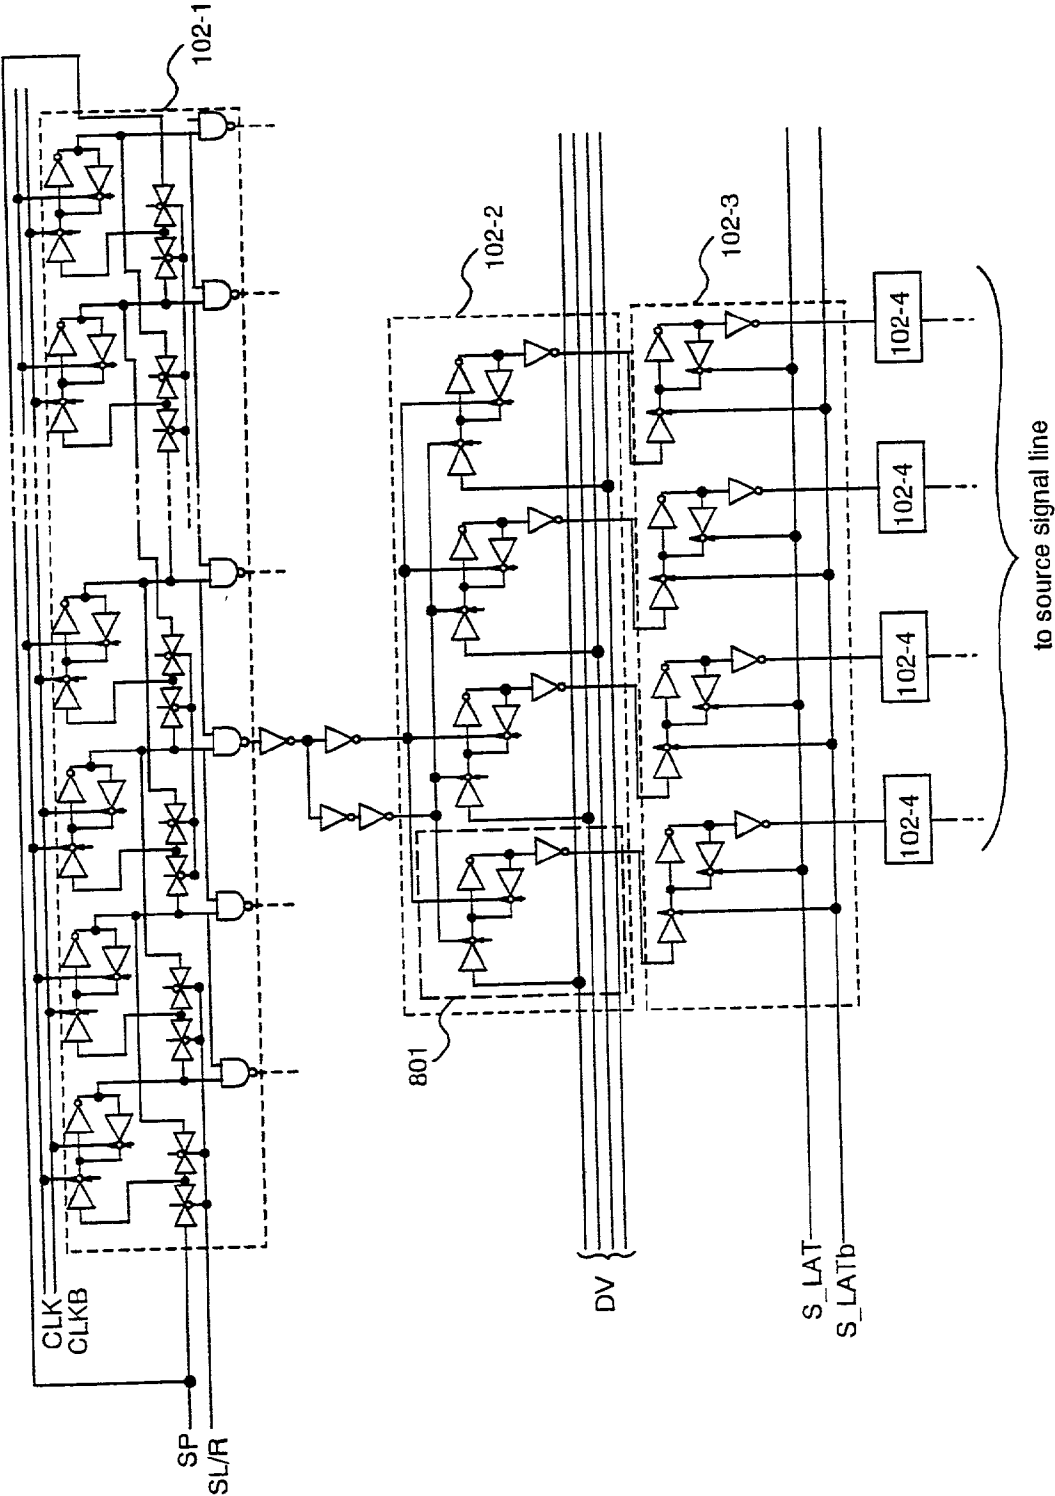 CLK
CLKB
SP
SL/R
102-1
102-2
801
DV
102-3
S_LAT
S_LATb
102-4
102-4
102-4
102-4
to source signal line